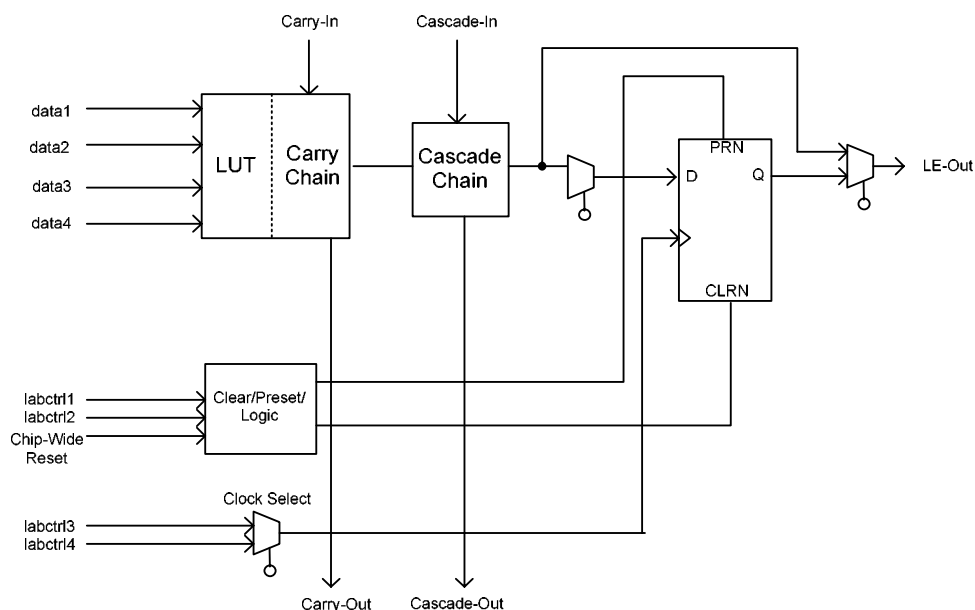 Carry-In
Cascade-In
data1
data2
data3
data4
LUT
Carry
Chain
Cascade
Chain
PRN
D
Q
CLRN
LE-Out
labctrl1
labctrl2
Chip-Wide
Reset
Clear/Preset/
Logic
Clock Select
labctrl3
labctrl4
Carry-Out
Cascade-Out